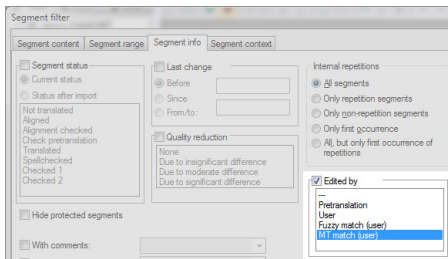 Segment filter
Segment content Segment range Segment info Segment context
Segment status
Current status
Status after import
Not translated
Aligned
Alignment checked
Check pretranslation
Translated
Spellchecked
Checked 1
Checked 2
Hide protected segments
With comments:
Last change
Before
Since
From/to:
Quality reduction
None
Due to insignificant difference
Due to moderate difference
Due to significant difference
Internal repetitions
All segments
Only repetition segments
Only non-repetition segments
Only first occurrence
All, but only first occurrence of
repetitions
Edited by
---
Pretranslation
User
Fuzzy match (user)
MT match (user)